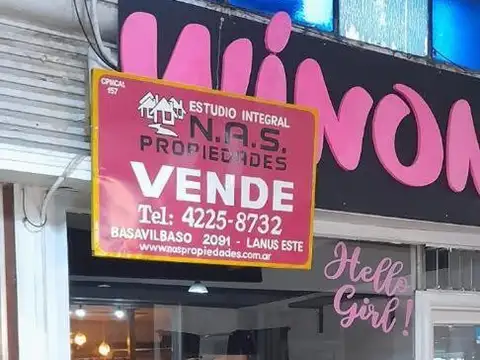 WINON
CPMCAL
157
ESTUDIO INTEGRAL
N.A.S.
PROPIEDADES
VENDE
Tel: 4225-8732
BASAVILBASO 2091 - LANUS ESTE
www.naspropiedades.com.ar
Hello
Girl!